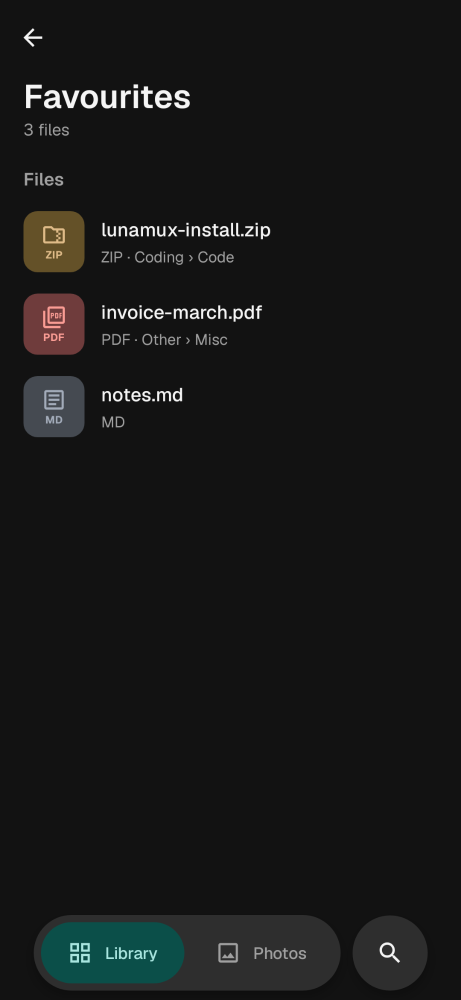 Favourites
3 files
Files
ZIP
lunamux-install.zip
ZIP · Coding › Code
PDF
PDF
invoice-march.pdf
PDF · Other › Misc
MD
notes.md
MD
Library
Photos